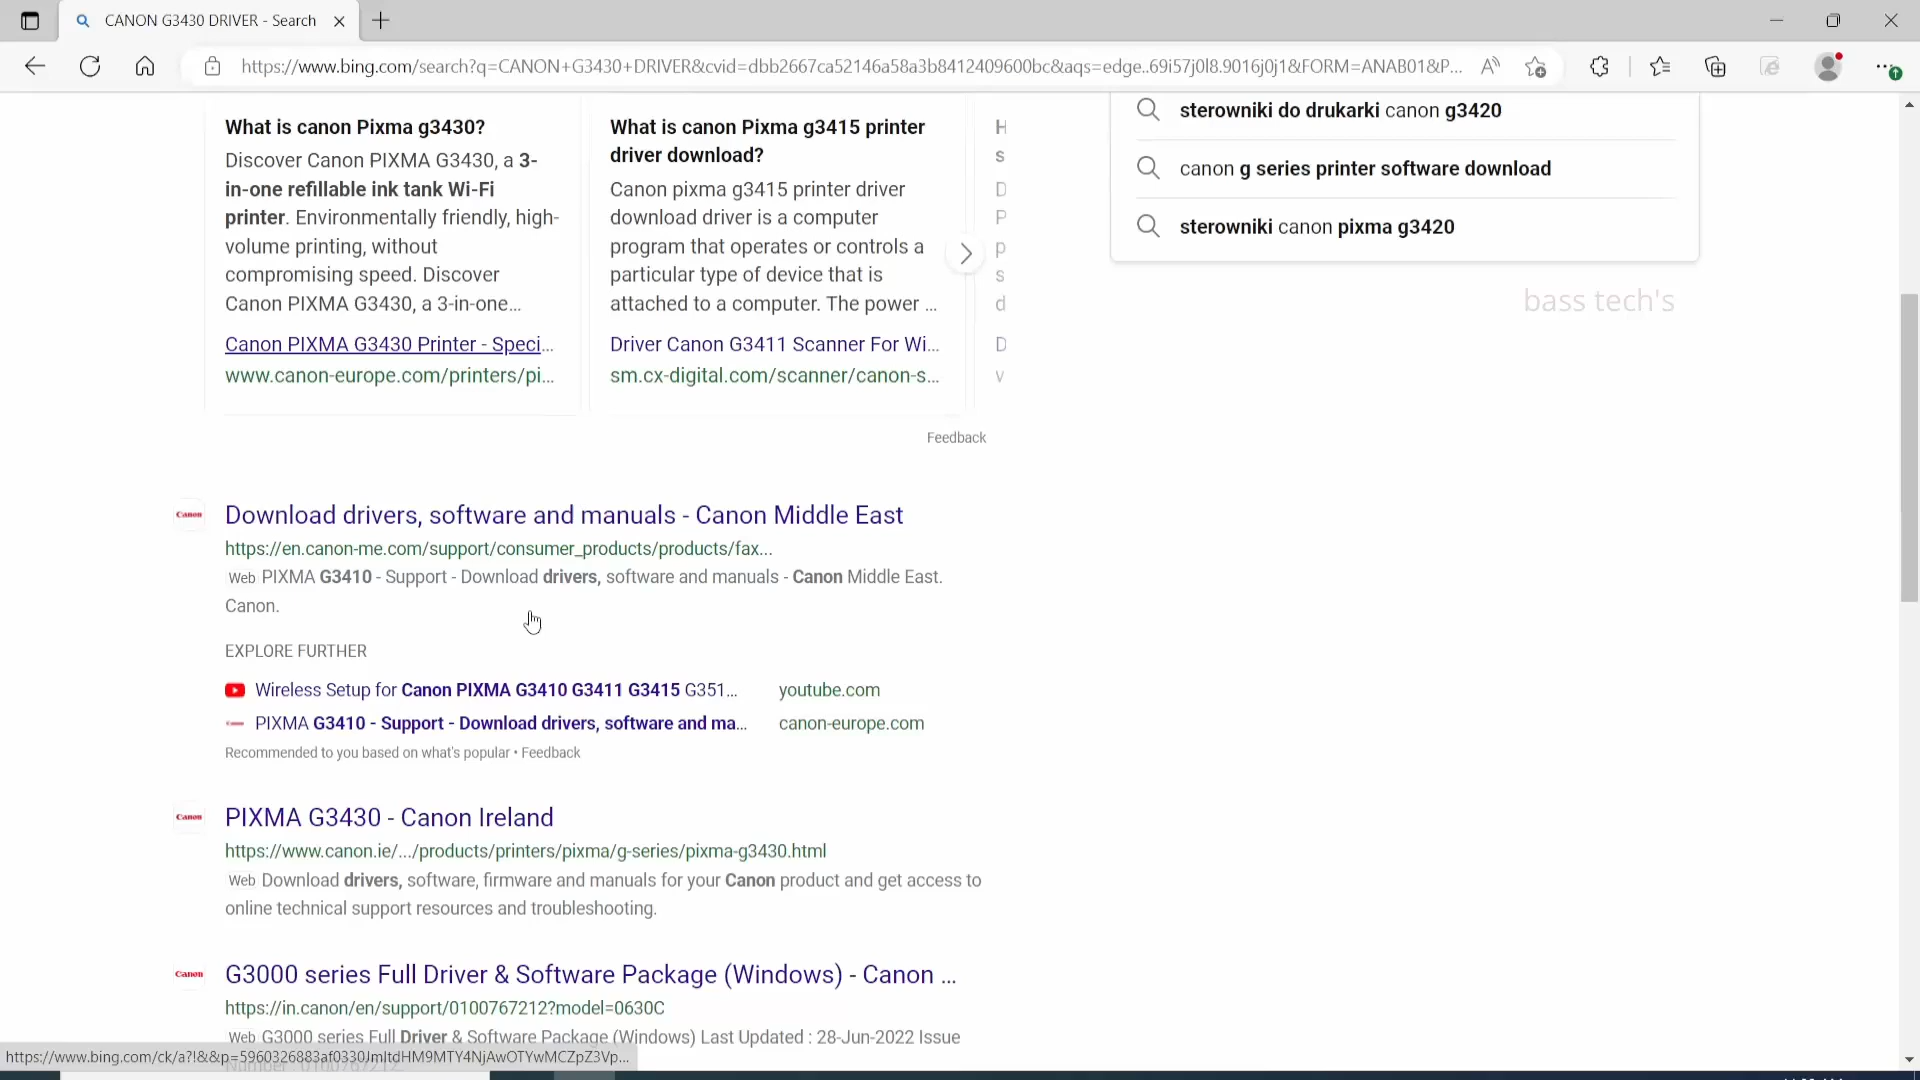 CANON G3430 DRIVER - Search
https://www.bing.com/search?q=CANON+G3430+DRIVER&cvid=dbb2667ca52146a58a3b8412409600bc&aqs=edge..69i57j0l8.9016j0j1&FORM=ANAB01&P...
What is canon Pixma g3430?
Discover Canon PIXMA G3430, a 3-
in-one refillable ink tank Wi-Fi
printer. Environmentally friendly, high-
volume printing, without
compromising speed. Discover
Canon PIXMA G3430, a 3-in-one...
Canon PIXMA G3430 Printer - Speci...
www.canon-europe.com/printers/pi...
What is canon Pixma g3415 printer
driver download?
Canon pixma g3415 printer driver
download driver is a computer
program that operates or controls a
particular type of device that is
attached to a computer. The power ...
Driver Canon G3411 Scanner For Wi...
sm.cx-digital.com/scanner/canon-s...
H
s
D
P
p
s
d
D
v
Feedback
sterowniki do drukarki canon g3420
canon g series printer software download
sterowniki canon pixma g3420
bass tech's
Canon
Download drivers, software and manuals - Canon Middle East
https://en.canon-me.com/support/consumer_products/products/fax...
Web PIXMA G3410 - Support - Download drivers, software and manuals - Canon Middle East.
Canon.
EXPLORE FURTHER
Wireless Setup for Canon PIXMA G3410 G3411 G3415 G351... youtube.com
PIXMA G3410 - Support - Download drivers, software and ma... canon-europe.com
Recommended to you based on what's popular • Feedback
Canon
PIXMA G3430 - Canon Ireland
https://www.canon.ie/.../products/printers/pixma/g-series/pixma-g3430.html
Web Download drivers, software, firmware and manuals for your Canon product and get access to
online technical support resources and troubleshooting.
Canon
G3000 series Full Driver & Software Package (Windows) - Canon ...
https://in.canon/en/support/0100767212?model=0630C
Web G3000 series Full Driver & Software Package (Windows) Last Updated : 28-Jun-2022 Issue
https://www.bing.com/ck/a?!&&p=5960326883af0330JmltdHM9MTY4NjAwOTYwMCZpZ3Vp...